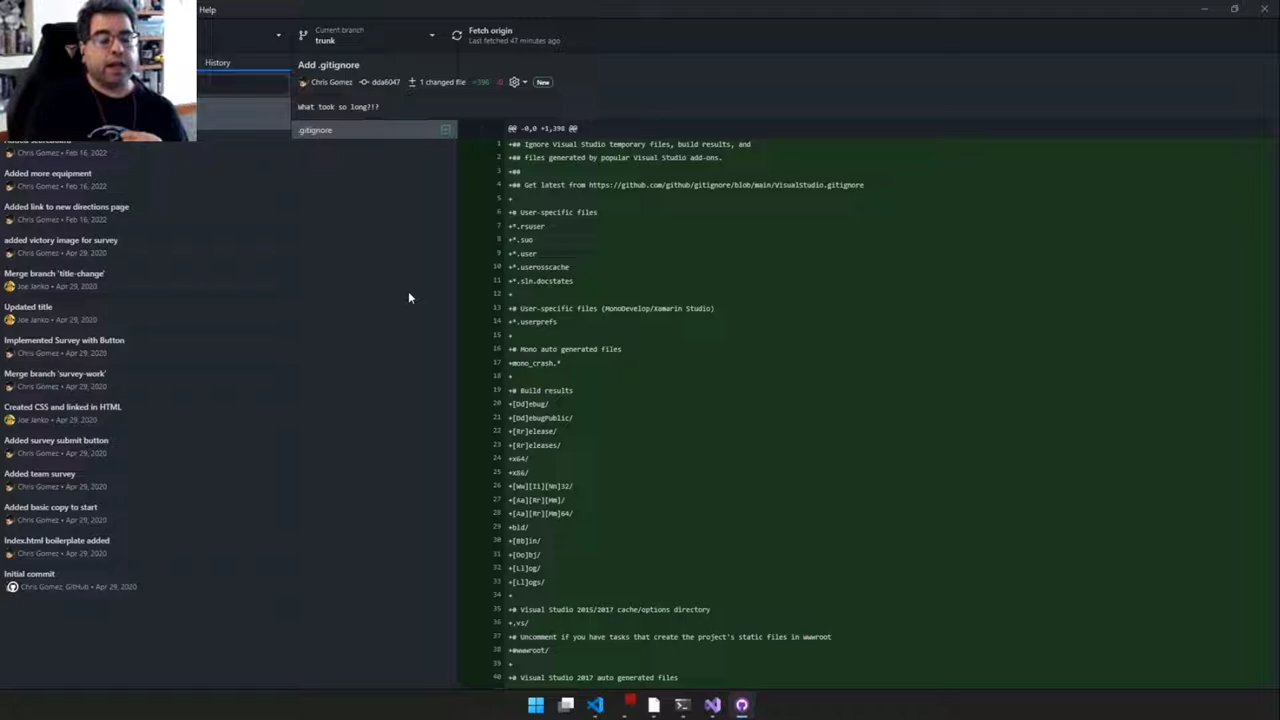 Help
Current branch
trunk
Fetch origin
Last fetched 47 minutes ago
History
Add .gitignore
Chris Gomez dda6047 1 changed file +398 -0 New
What took so long?!?
.gitignore
Chris Gomez • Feb 16, 2022
Added more equipment
Chris Gomez • Feb 16, 2022
Added link to new directions page
Chris Gomez • Feb 16, 2022
added victory image for survey
Chris Gomez • Apr 29, 2020
Merge branch 'title-change'
Joe Janko • Apr 29, 2020
Updated title
Joe Janko • Apr 29, 2020
Implemented Survey with Button
Chris Gomez • Apr 29, 2020
Merge branch 'survey-work'
Chris Gomez • Apr 29, 2020
Created CSS and linked in HTML
Joe Janko • Apr 29, 2020
Added survey submit button
Chris Gomez • Apr 29, 2020
Added team survey
Chris Gomez • Apr 29, 2020
Added basic copy to start
Chris Gomez • Apr 29, 2020
Index.html boilerplate added
Chris Gomez • Apr 29, 2020
Initial commit
Chris Gomez, GitHub • Apr 29, 2020
@@ -0,0 +1,398 @@
1 +## Ignore Visual Studio temporary files, build results, and
2 +## files generated by popular Visual Studio add-ons.
3 +##
4 +## Get latest from https://github.com/github/gitignore/blob/main/VisualStudio.gitignore
5 +
6 +# User-specific files
7 +*.rsuser
8 +*.suo
9 +*.user
10 +*.userosscache
11 +*.sln.docstates
12 +
13 +# User-specific files (MonoDevelop/Xamarin Studio)
14 +*.userprefs
15 +
16 +# Mono auto generated files
17 +mono_crash.*
18 +
19 +# Build results
20 +[Dd]ebug/
21 +[Dd]ebugPublic/
22 +[Rr]elease/
23 +[Rr]eleases/
24 +x64/
25 +x86/
26 +[Ww][Ii][Nn]32/
27 +[Aa][Rr][Mm]/
28 +[Aa][Rr][Mm]64/
29 +bld/
30 +[Bb]in/
31 +[Oo]bj/
32 +[Ll]og/
33 +[Ll]ogs/
34 +
35 +# Visual Studio 2015/2017 cache/options directory
36 +.vs/
37 +# Uncomment if you have tasks that create the project's static files in wwwroot
38 +#wwwroot/
39 +
40 +# Visual Studio 2017 auto generated files